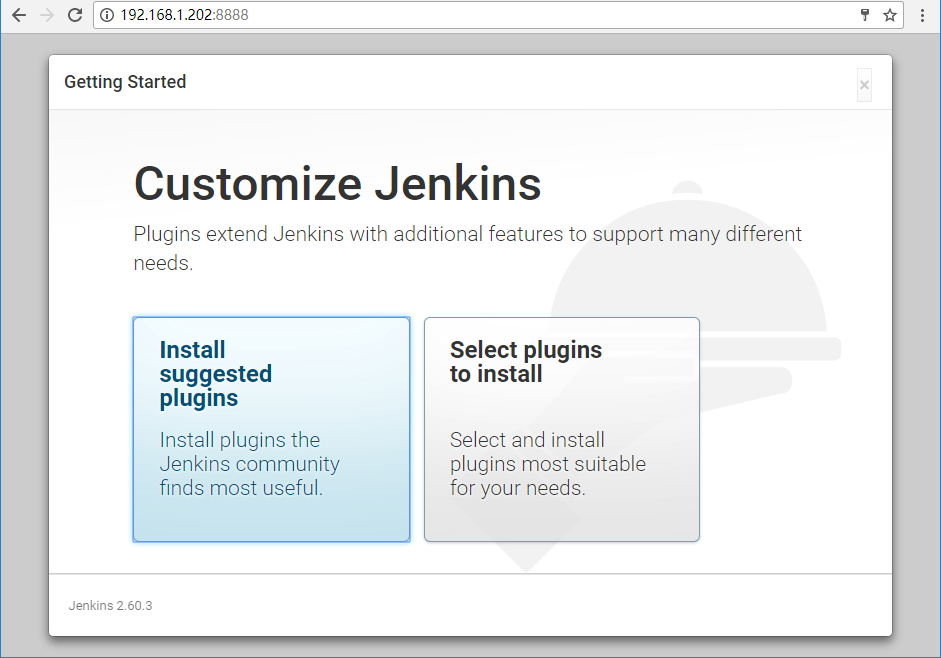 192.168.1.202:8888
Getting Started
×
Customize Jenkins
Plugins extend Jenkins with additional features to support many different
needs.
Install
suggested
plugins
Install plugins the
Jenkins community
finds most useful.
Select plugins
to install
Select and install
plugins most suitable
for your needs.
Jenkins 2.60.3